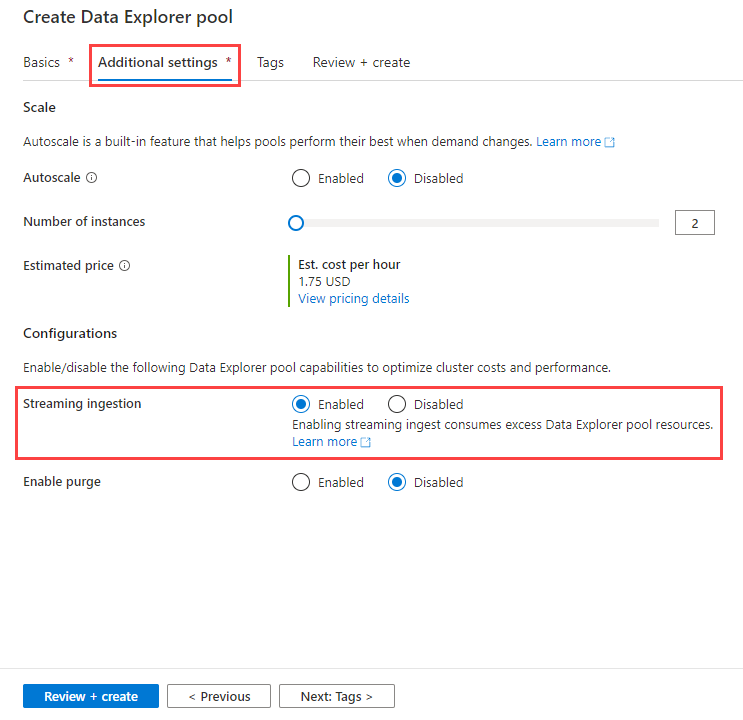 Create Data Explorer pool
Basics * Additional settings * Tags Review + create
Scale
Autoscale is a built-in feature that helps pools perform their best when demand changes. Learn more
Autoscale Enabled Disabled
Number of instances 2
Estimated price Est. cost per hour
1.75 USD
View pricing details
Configurations
Enable/disable the following Data Explorer pool capabilities to optimize cluster costs and performance.
Streaming ingestion Enabled Disabled
Enabling streaming ingest consumes excess Data Explorer pool resources.
Learn more
Enable purge Enabled Disabled
Review + create < Previous Next: Tags >